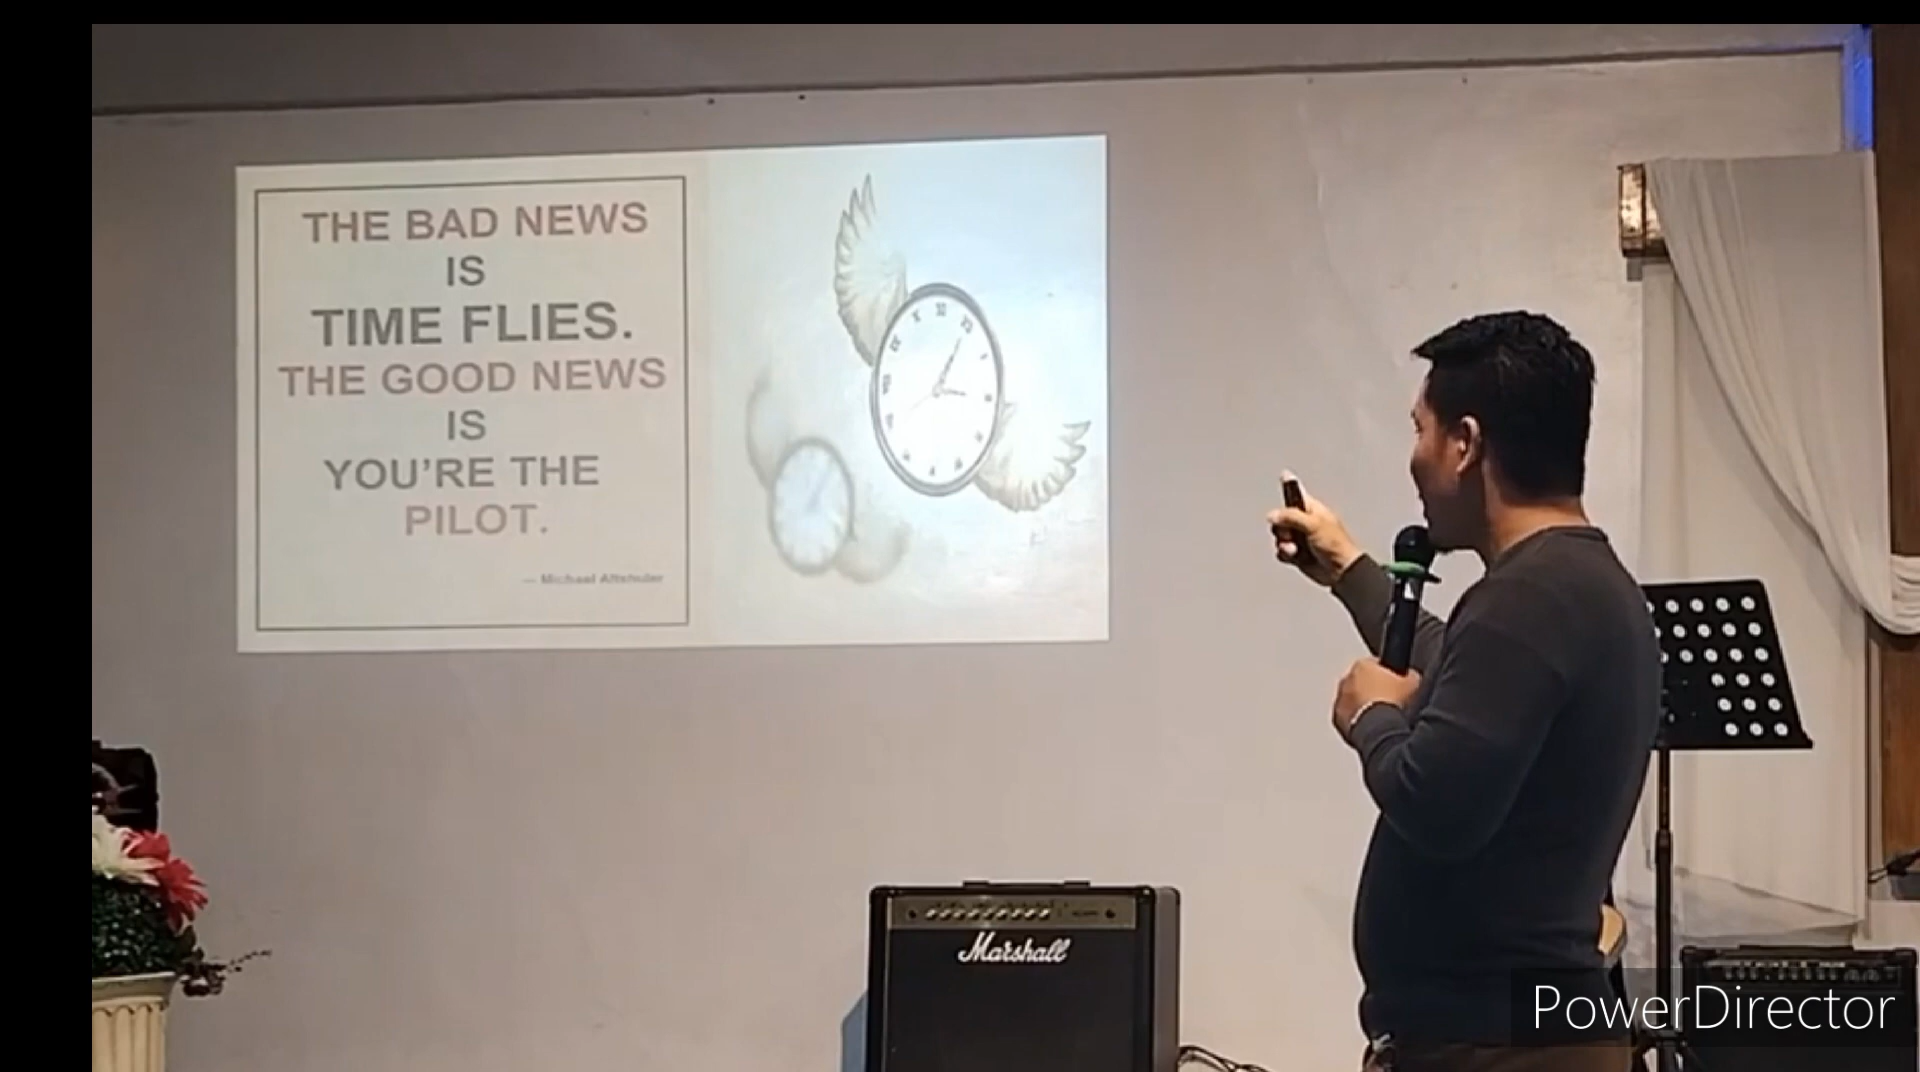 THE BAD NEWS
IS
TIME FLIES.
THE GOOD NEWS
IS
YOU'RE THE
PILOT.
— Michael Altshuler
Marshall
PowerDirector